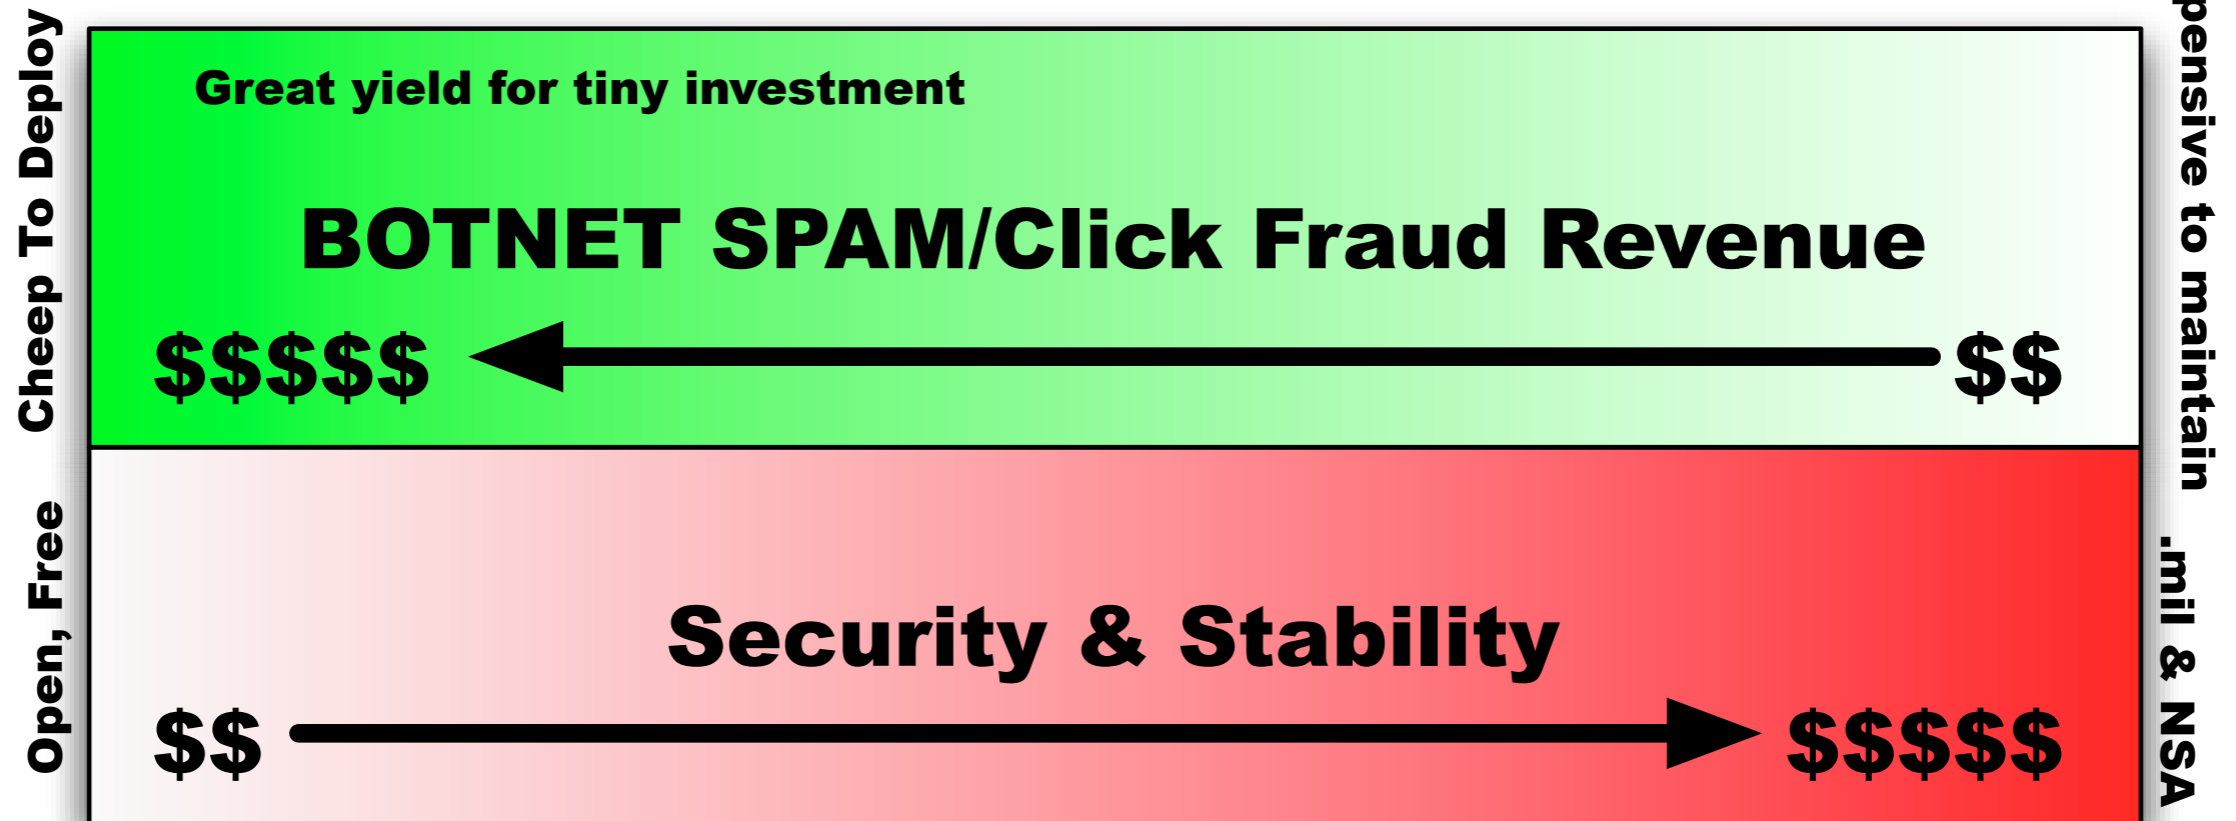 Cheep To Deploy
Open, Free
Great yield for tiny investment
BOTNET SPAM/Click Fraud Revenue
$$$$$
$$
Security & Stability
$$
$$$$$
pensive to maintain
.mil & NSA